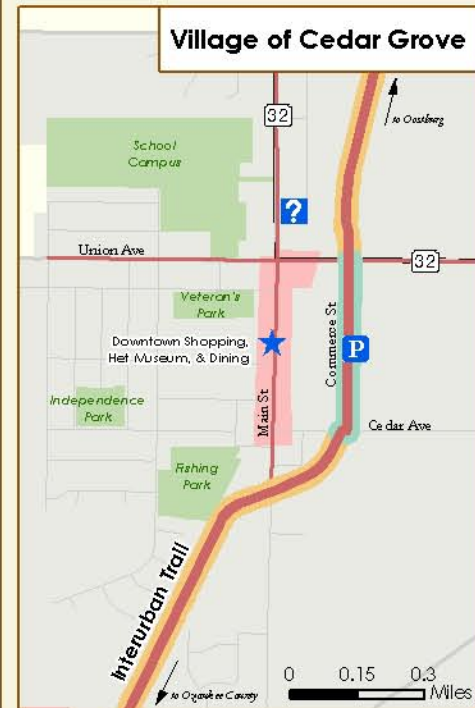 Village of Cedar Grove
32
to Oostburg
School
Campus
?
Union Ave
32
Veteran's
Park
Downtown Shopping,
Het Museum, & Dining
Commerce St
P
Main St
Independence
Park
Cedar Ave
Fishing
Park
Interurban Trail
to Ozaukee County
0 0.15 0.3
Miles